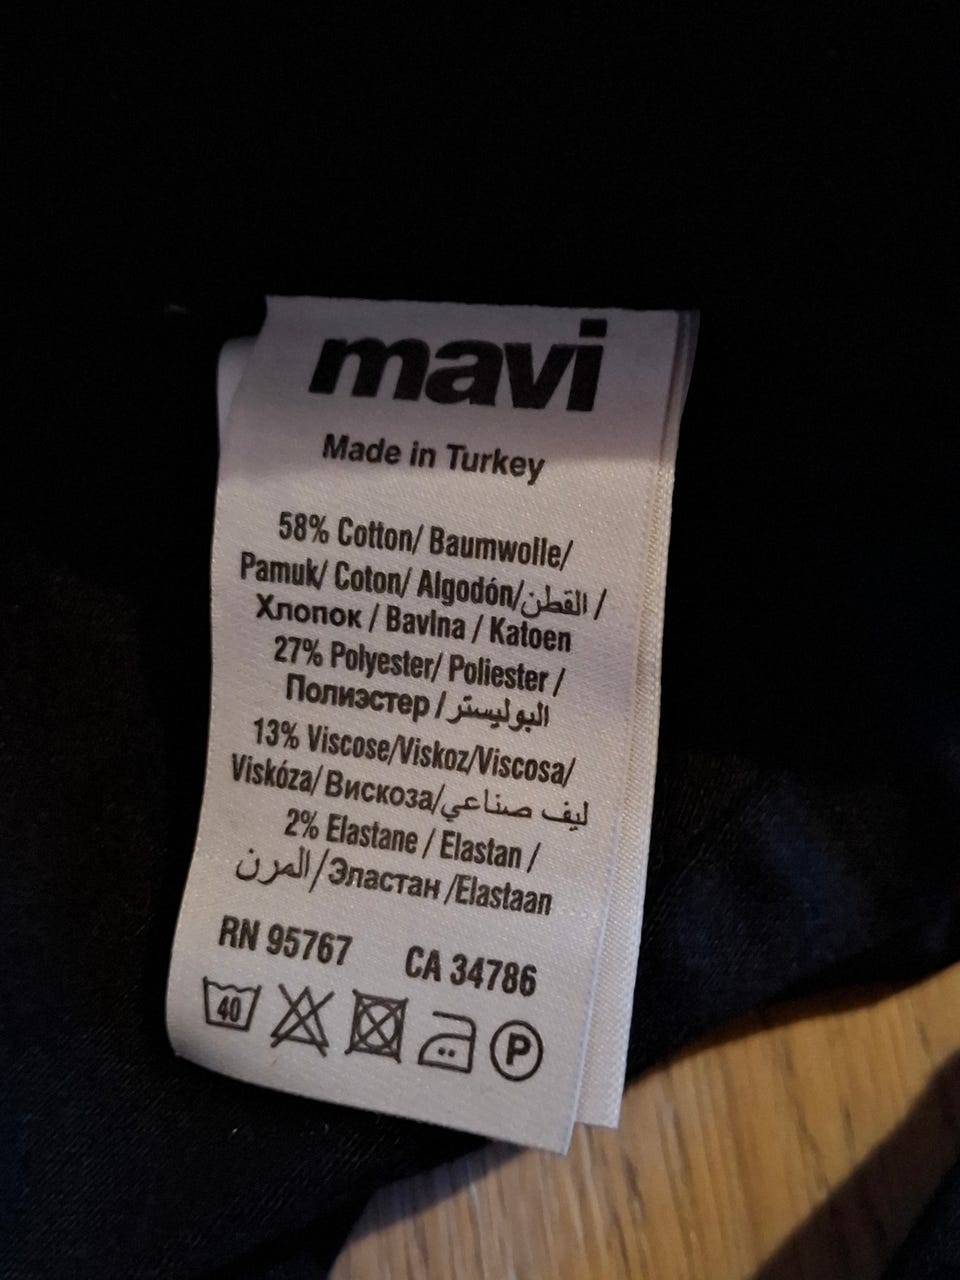 mavi
Made in Turkey
58% Cotton/ Baumwolle/
Pamuk/ Coton/ Algodón/القطن /
Хлопок / Bavlna / Katoen
27% Polyester/ Poliester /
Полиэстер / البوليستر
13% Viscose/Viskoz/Viscosa/
Viskóza/ Вискоза/ليف صناعي
2% Elastane / Elastan /
المرن/Эластан /Elastaan
RN 95767 CA 34786
40 P